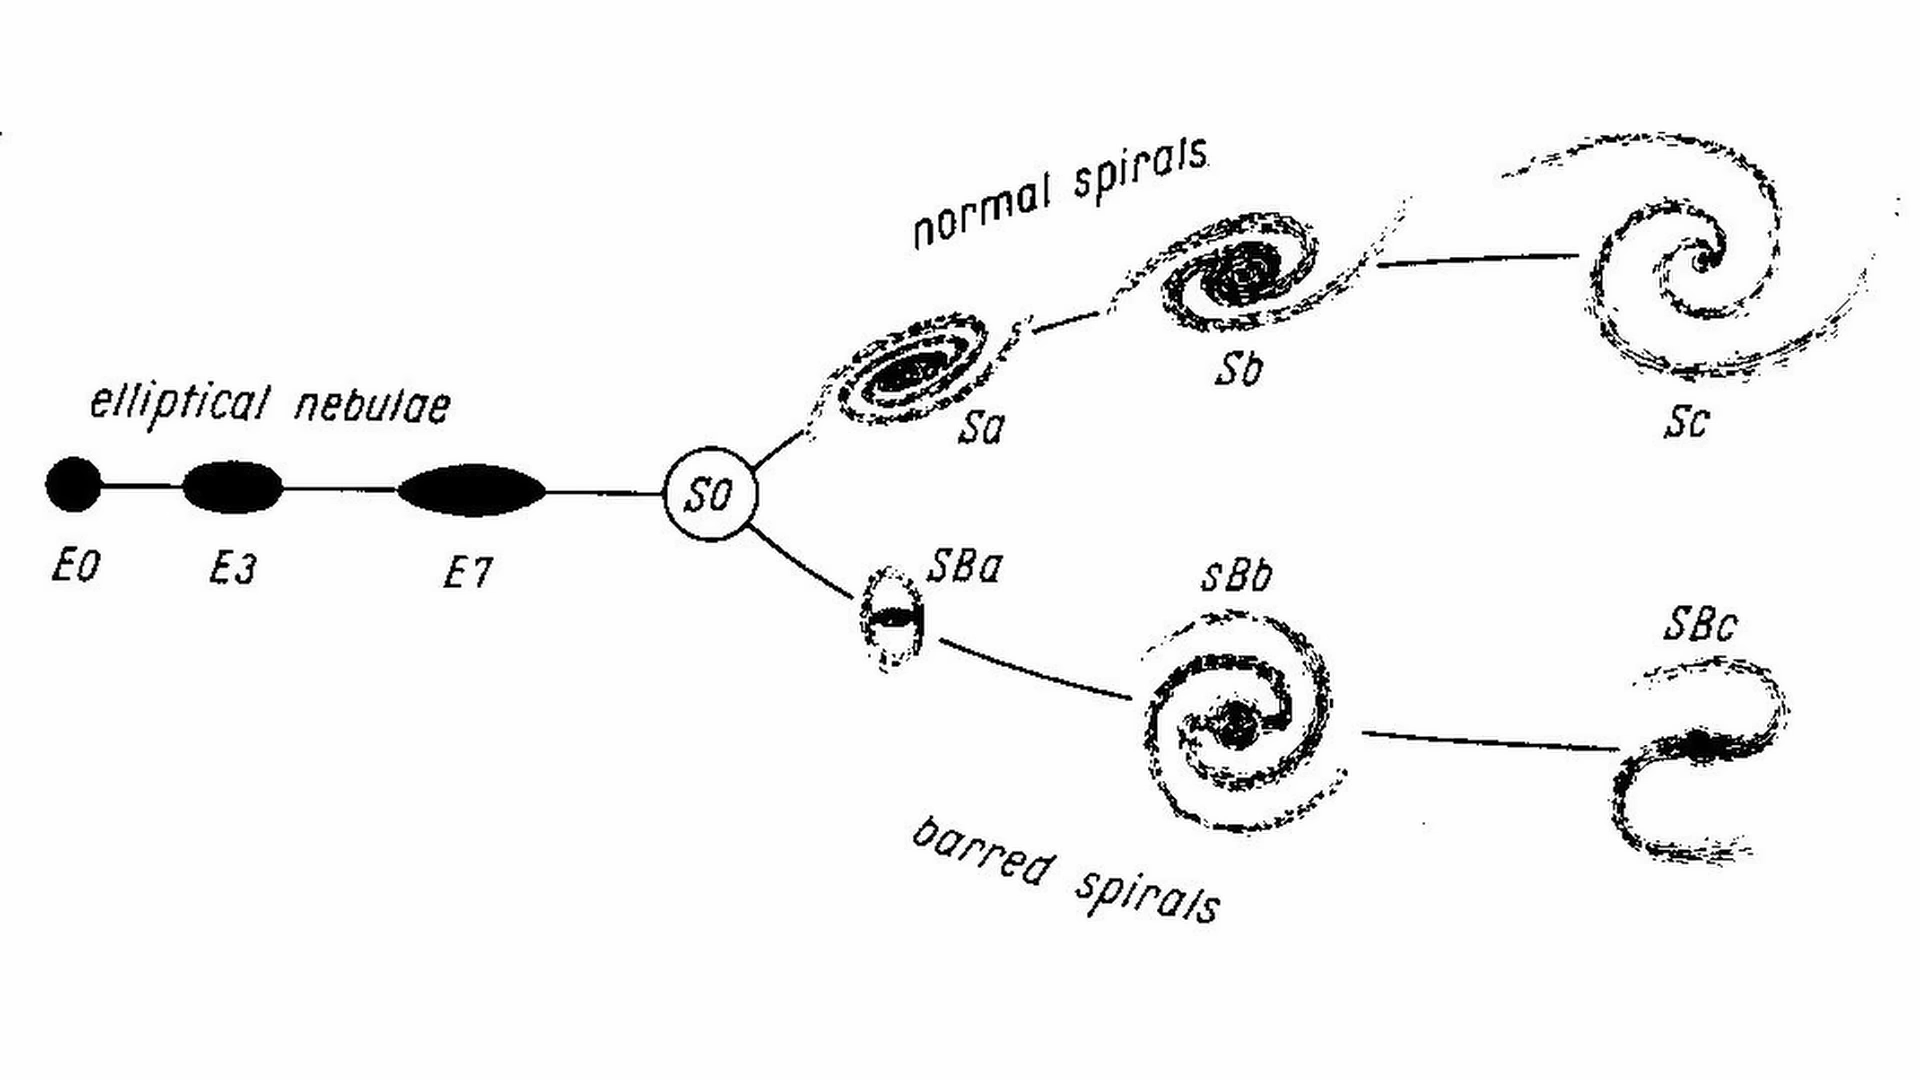 normal spirals
elliptical nebulae
E0
E3
E7
S0
Sa
Sb
Sc
SBa
sBb
SBc
barred spirals